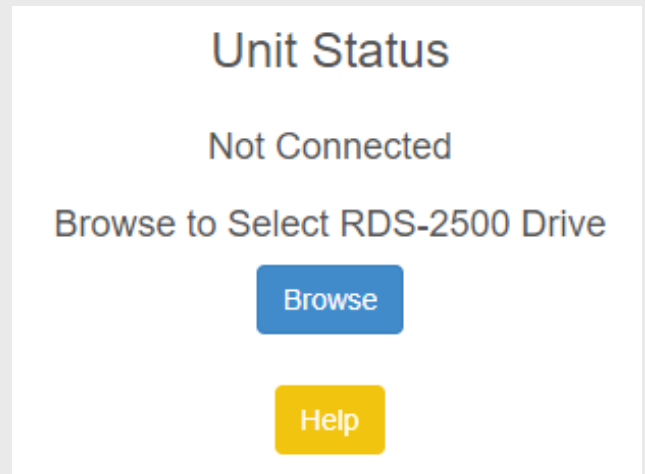 Unit Status
Not Connected
Browse to Select RDS-2500 Drive
Browse
Help